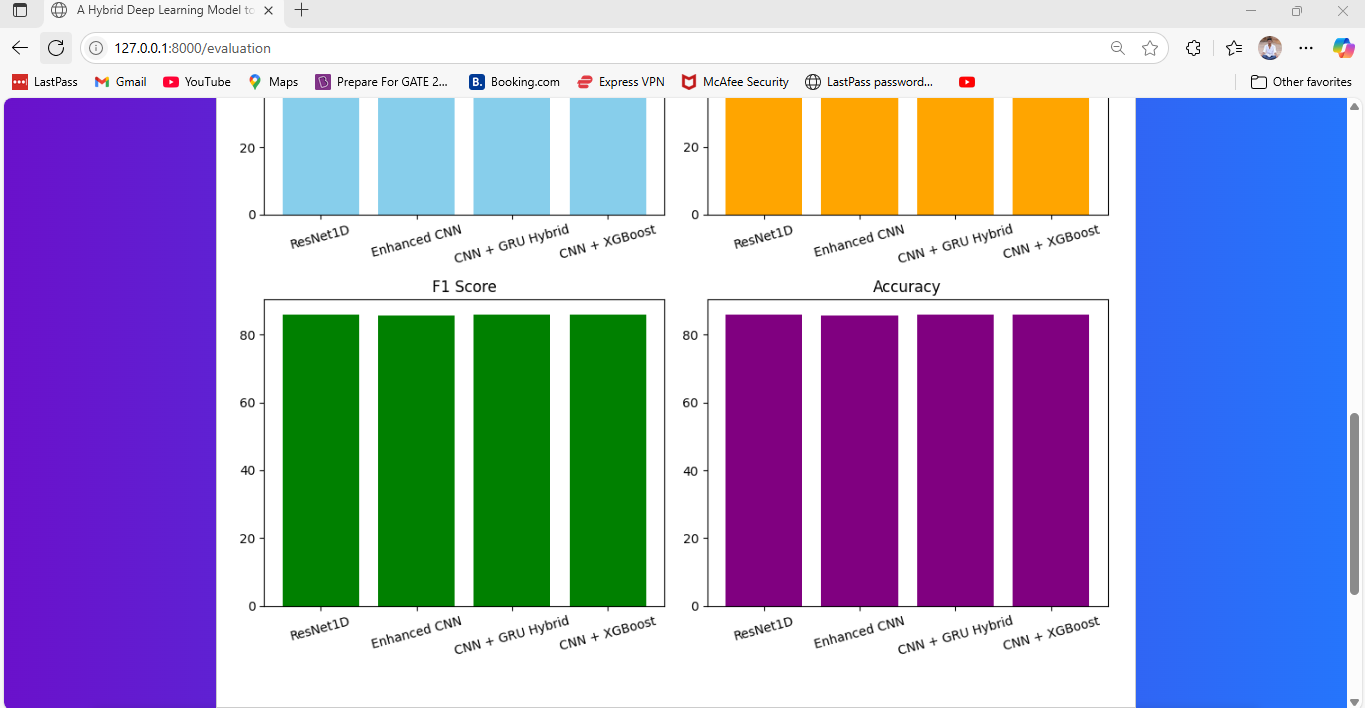 A Hybrid Deep Learning Model to
127.0.0.1:8000/evaluation
LastPass Gmail YouTube Maps Prepare For GATE 2... B. Booking.com Express VPN McAfee Security LastPass password... Other favorites
20 20
0 0
ResNet1D Enhanced CNN CNN + GRU Hybrid CNN + XGBoost ResNet1D Enhanced CNN CNN + GRU Hybrid CNN + XGBoost
F1 Score Accuracy
80 80
60 60
40 40
20 20
0 0
ResNet1D Enhanced CNN CNN + GRU Hybrid CNN + XGBoost ResNet1D Enhanced CNN CNN + GRU Hybrid CNN + XGBoost